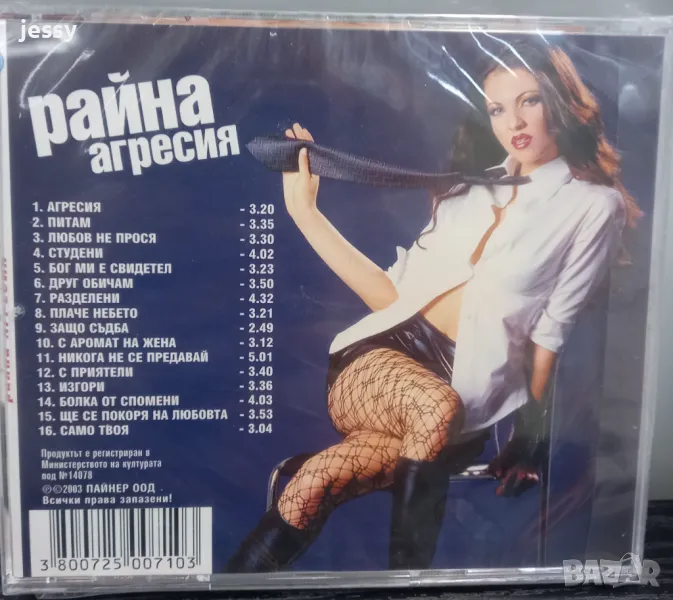 jessy
райна
агресия
1. АГРЕСИЯ - 3.20
2. ПИТАМ - 3.35
3. ЛЮБОВ НЕ ПРОСЯ - 3.30
4. СТУДЕНИ - 4.02
5. БОГ МИ Е СВИДЕТЕЛ - 3.23
6. ДРУГ ОБИЧАМ - 3.50
7. РАЗДЕЛЕНИ - 4.32
8. ПЛАЧЕ НЕБЕТО - 3.21
9. ЗАЩО СЪДБА - 2.49
10. С АРОМАТ НА ЖЕНА - 3.12
11. НИКОГА НЕ СЕ ПРЕДАВАЙ - 5.01
12. С ПРИЯТЕЛИ - 3.40
13. ИЗГОРИ - 3.36
14. БОЛКА ОТ СПОМЕНИ - 4.03
15. ЩЕ СЕ ПОКОРЯ НА ЛЮБОВТА - 3.53
16. САМО ТВОЯ - 3.04
Продуктът е регистриран в
Министерството на културата
под №14078
℗©2003 ПАЙНЕР ООД
Всички права запазени!
3 800725 007103
BAZAR